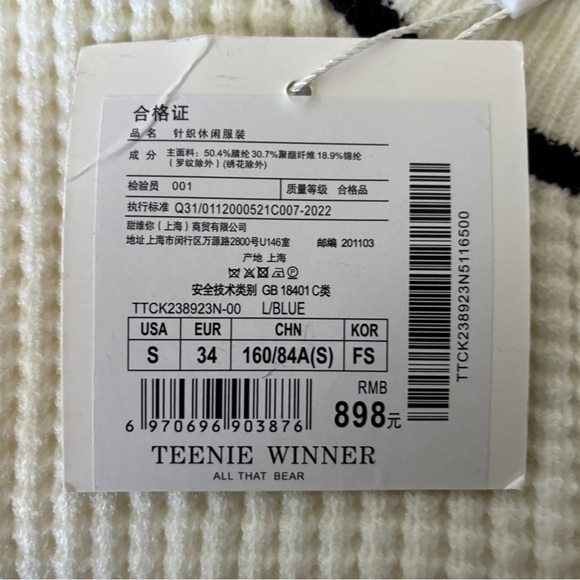 合格证
品 名 针织休闲服装
成 分 主面料：50.4%腈纶 30.7%聚酯纤维 18.9%锦纶
（罗纹除外）(绣花除外)
检验员 001 质量等级 合格品
执行标准 Q31/0112000521C007-2022
甜维你（上海）商贸有限公司
地址上海市闵行区万源路2800号U146室 邮编 201103
产地 上海
安全技术类别 GB 18401 C类
TTCK238923N-00 L/BLUE
USA EUR CHN KOR
S 34 160/84A(S) FS
RMB
898元
6 970696 903876
TEENIE WINNER
ALL THAT BEAR
TTCK238923N5116500